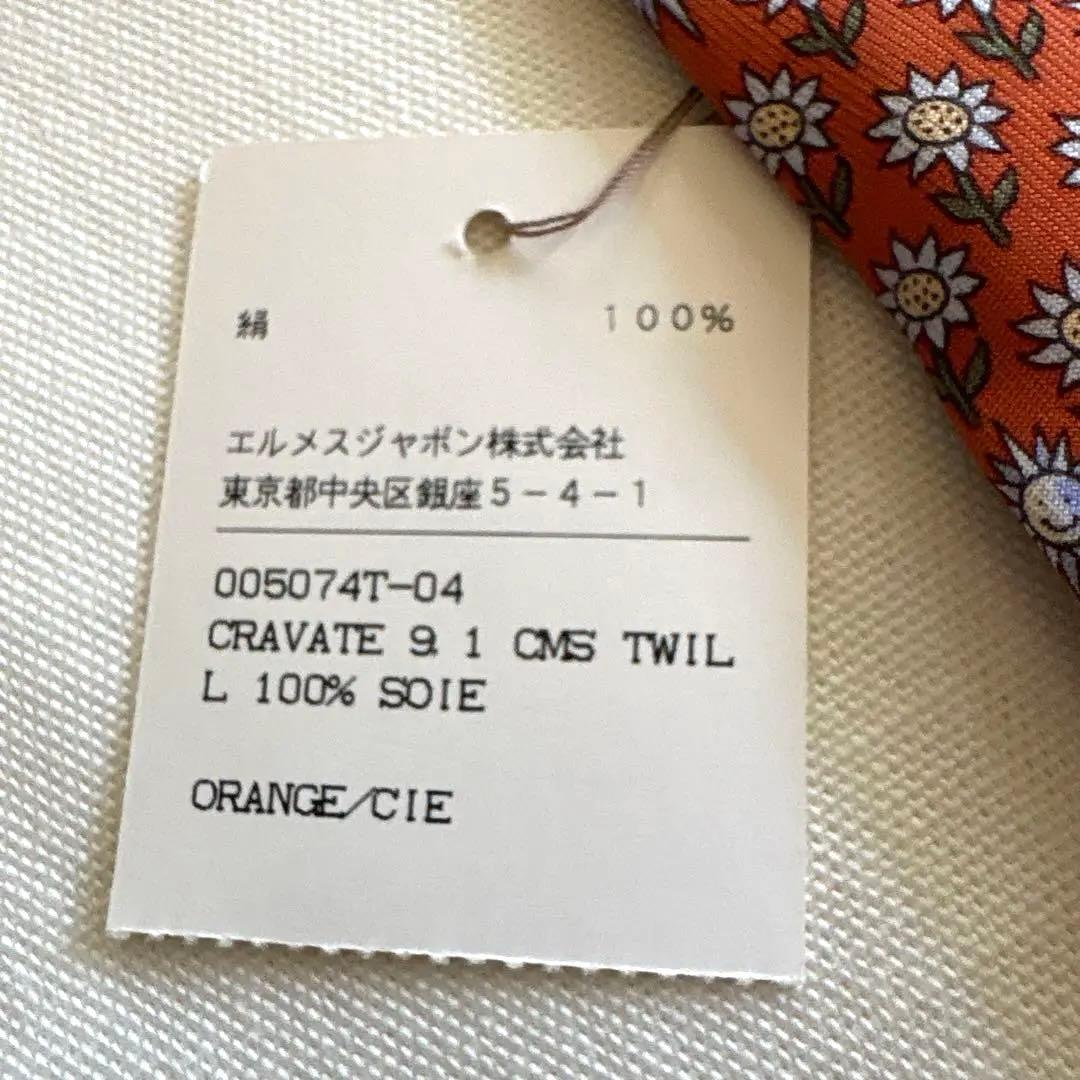 絹 100%
エルメスジャポン株式会社
東京都中央区銀座5-4-1
005074T-04
CRAVATE 9.1 CMS TWIL
L 100% SOIE
ORANGE/CIE